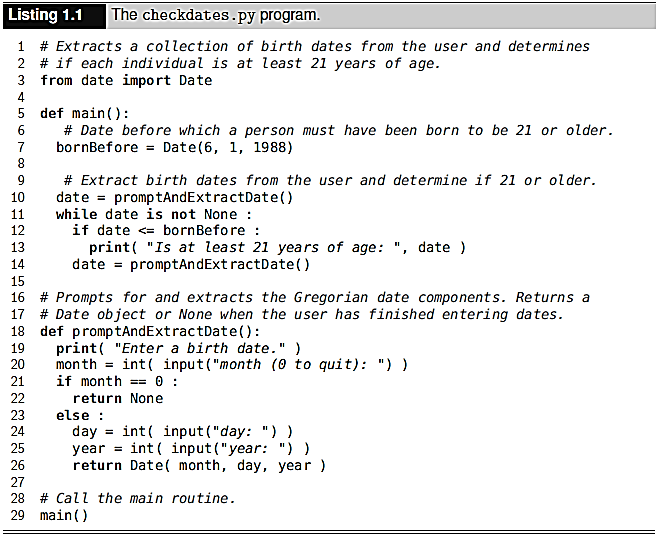 Listing 1.1 The checkdates.py program.
1 # Extracts a collection of birth dates from the user and determines
2 # if each individual is at least 21 years of age.
3 from date import Date
4
5 def main():
6 # Date before which a person must have been born to be 21 or older.
7 bornBefore = Date(6, 1, 1988)
8
9 # Extract birth dates from the user and determine if 21 or older.
10 date = promptAndExtractDate()
11 while date is not None :
12 if date <= bornBefore :
13 print( "Is at least 21 years of age: ", date )
14 date = promptAndExtractDate()
15
16 # Prompts for and extracts the Gregorian date components. Returns a
17 # Date object or None when the user has finished entering dates.
18 def promptAndExtractDate():
19 print( "Enter a birth date." )
20 month = int( input("month (0 to quit): ") )
21 if month == 0 :
22 return None
23 else :
24 day = int( input("day: ") )
25 year = int( input("year: ") )
26 return Date( month, day, year )
27
28 # Call the main routine.
29 main()